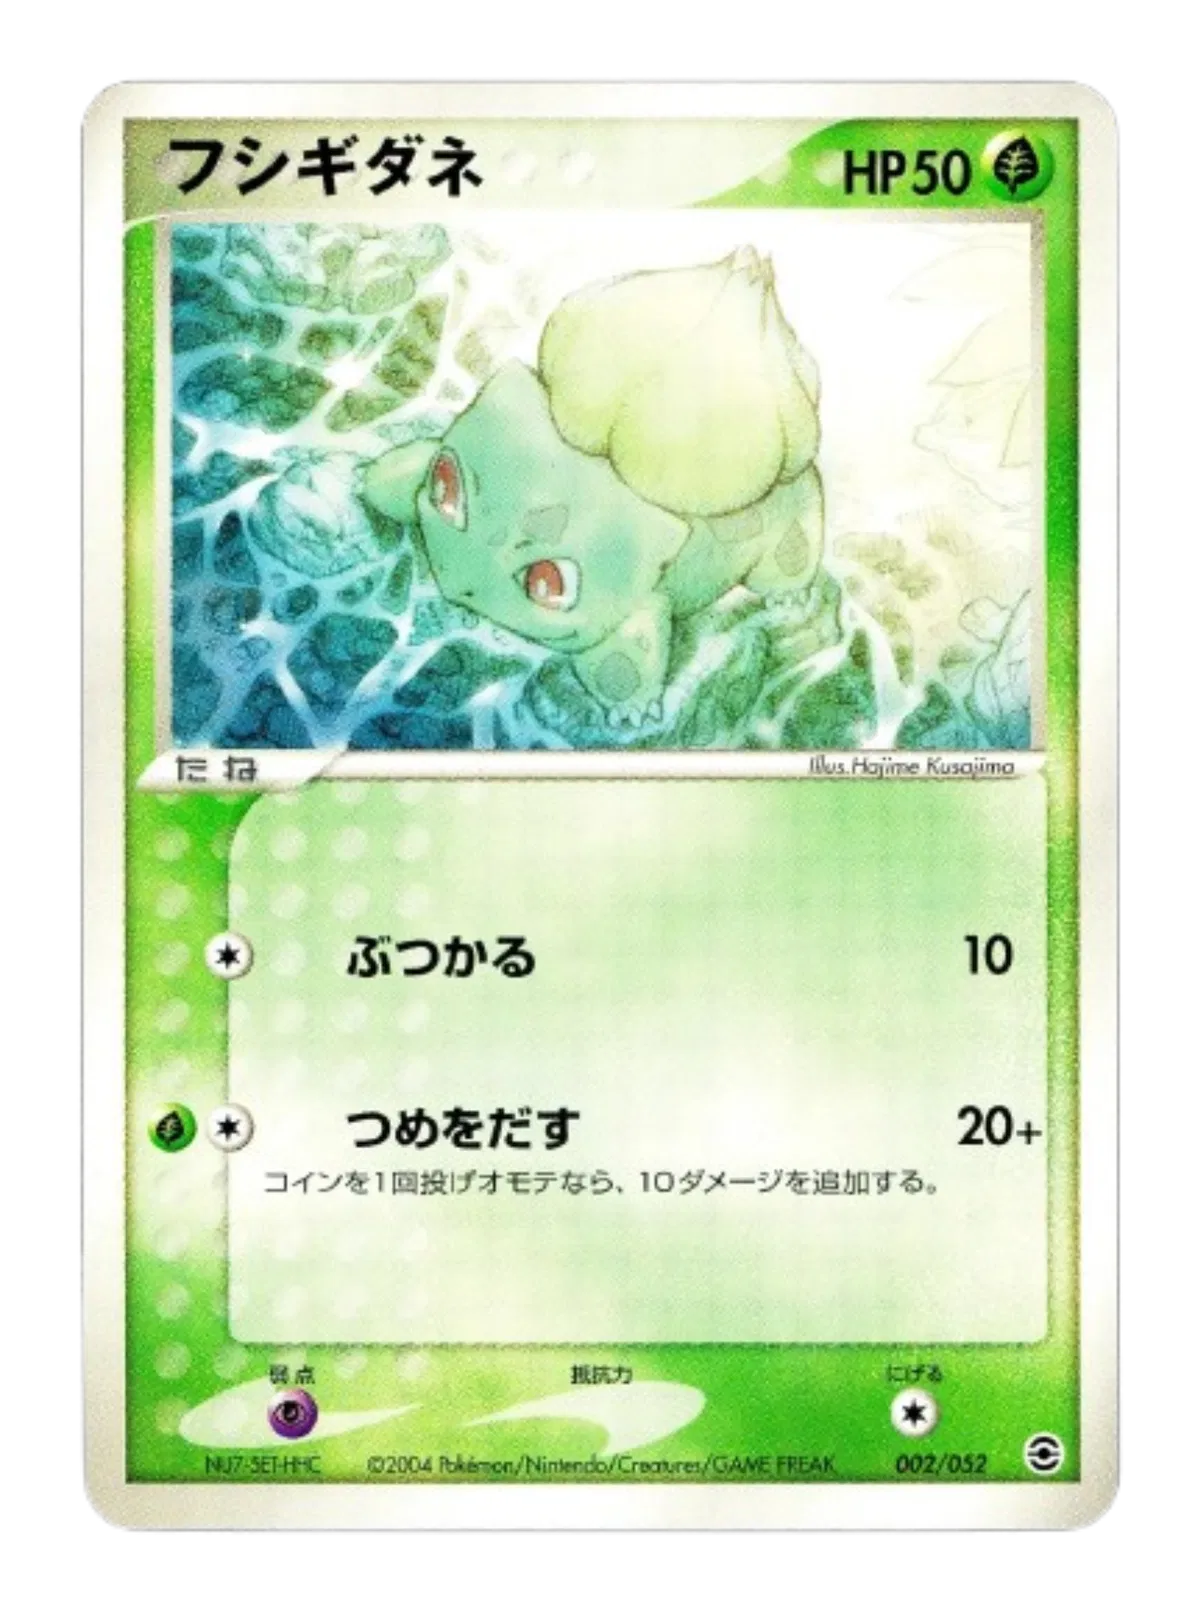 フシギダネ HP50
たね Illus.Hajime Kusajima
ぶつかる 10
つめをだす 20+
コインを1回投げオモテなら、10ダメージを追加する。
弱点 抵抗力 にげる
NU7-5ET-HHC ©2004 Pokémon/Nintendo/Creatures/GAME FREAK 002/052